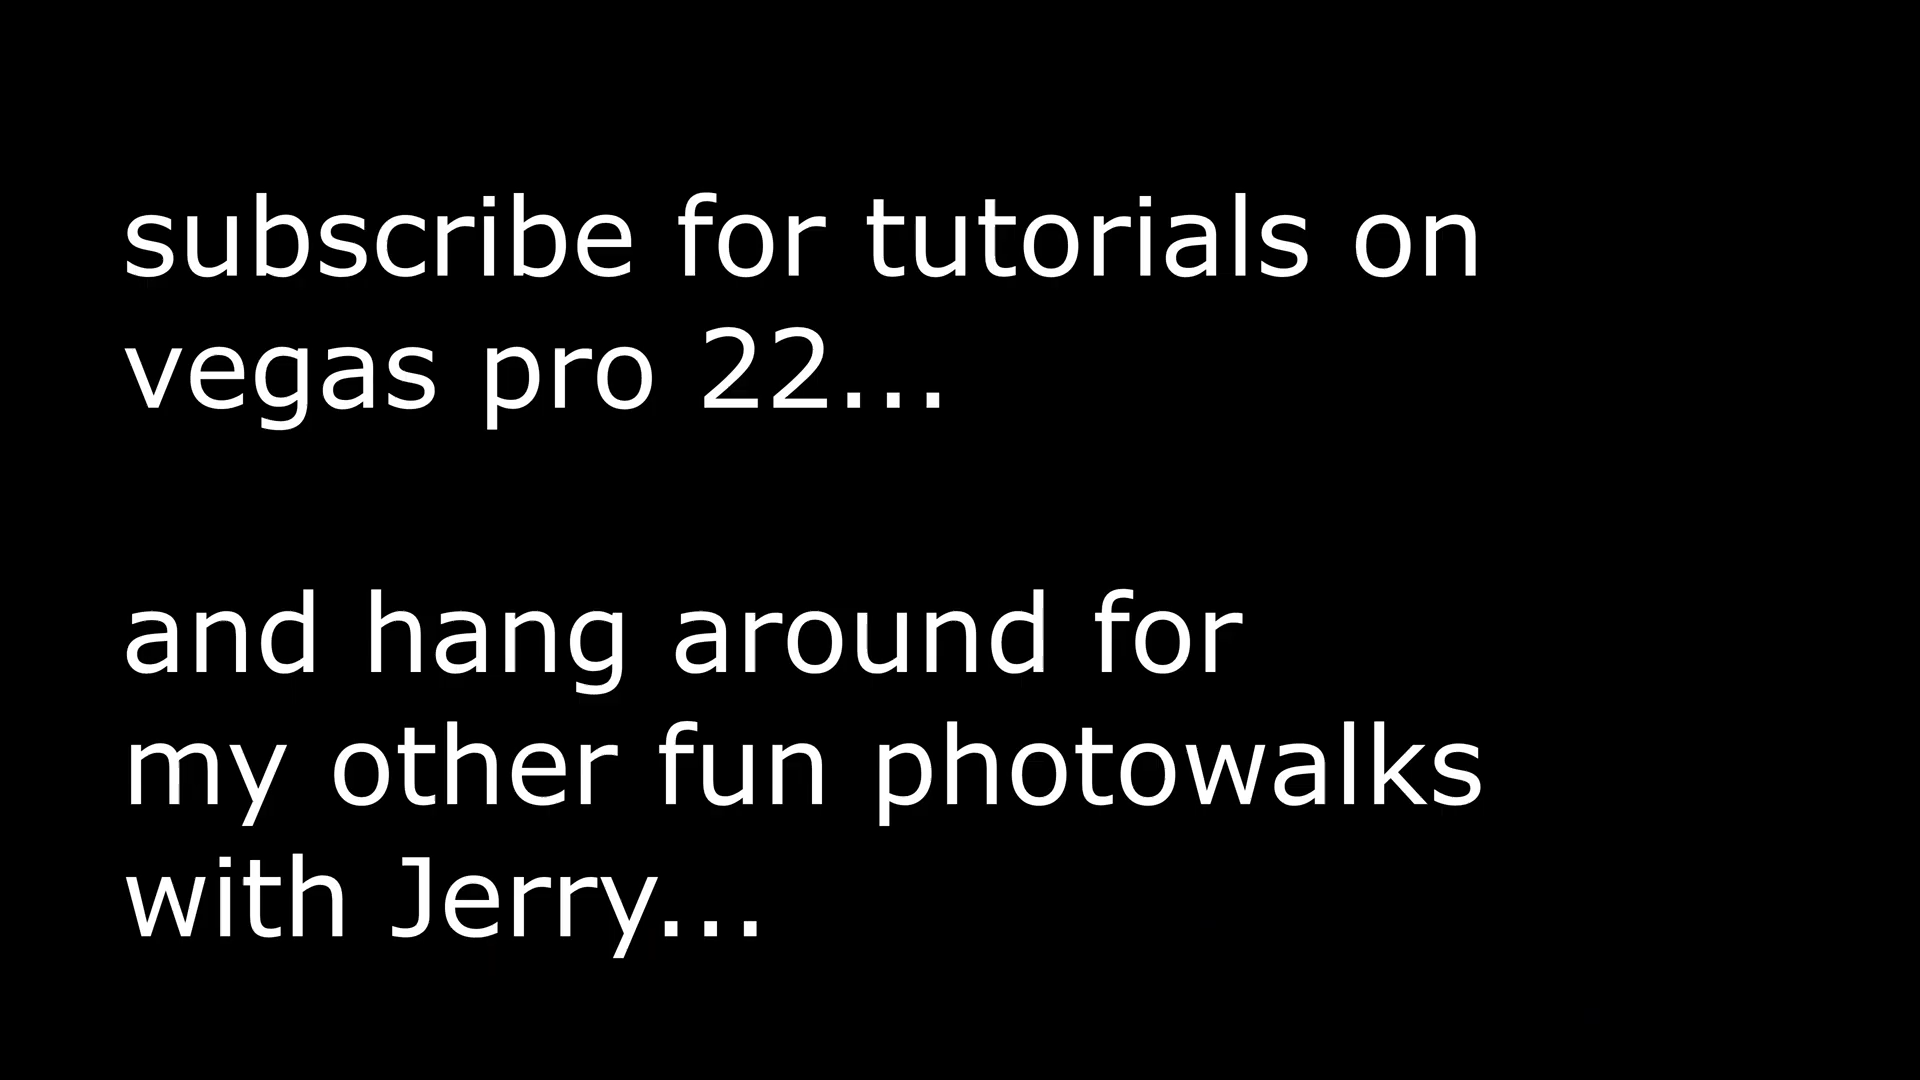 subscribe for tutorials on
vegas pro 22...
and hang around for
my other fun photowalks
with Jerry...